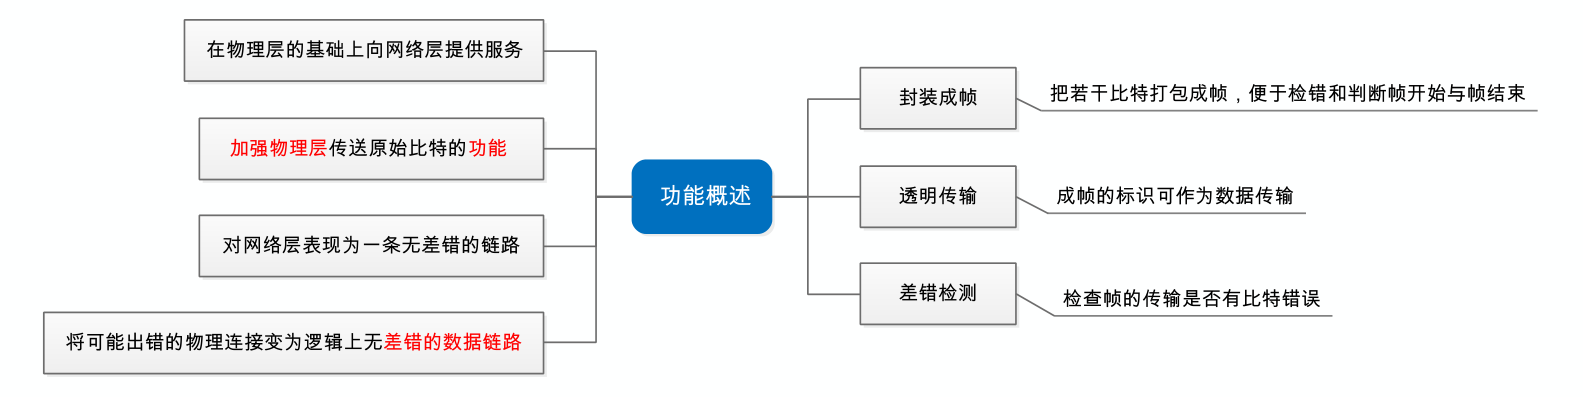 在物理层的基础上向网络层提供服务
加强物理层传送原始比特的功能
对网络层表现为一条无差错的链路
将可能出错的物理连接变为逻辑上无差错的数据链路
功能概述
封装成帧
把若干比特打包成帧，便于检错和判断帧开始与帧结束
透明传输
成帧的标识可作为数据传输
差错检测
检查帧的传输是否有比特错误